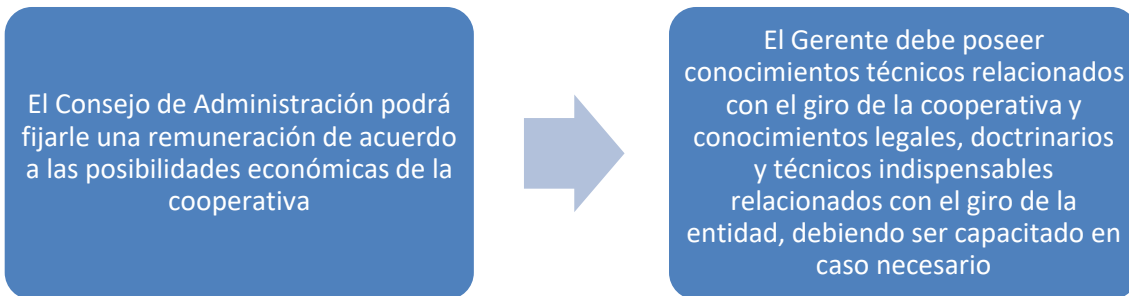 El Consejo de Administración podrá
fijarle una remuneración de acuerdo
a las posibilidades económicas de la
cooperativa
El Gerente debe poseer
conocimientos técnicos relacionados
con el giro de la cooperativa y
conocimientos legales, doctrinarios
y técnicos indispensables
relacionados con el giro de la
entidad, debiendo ser capacitado en
caso necesario